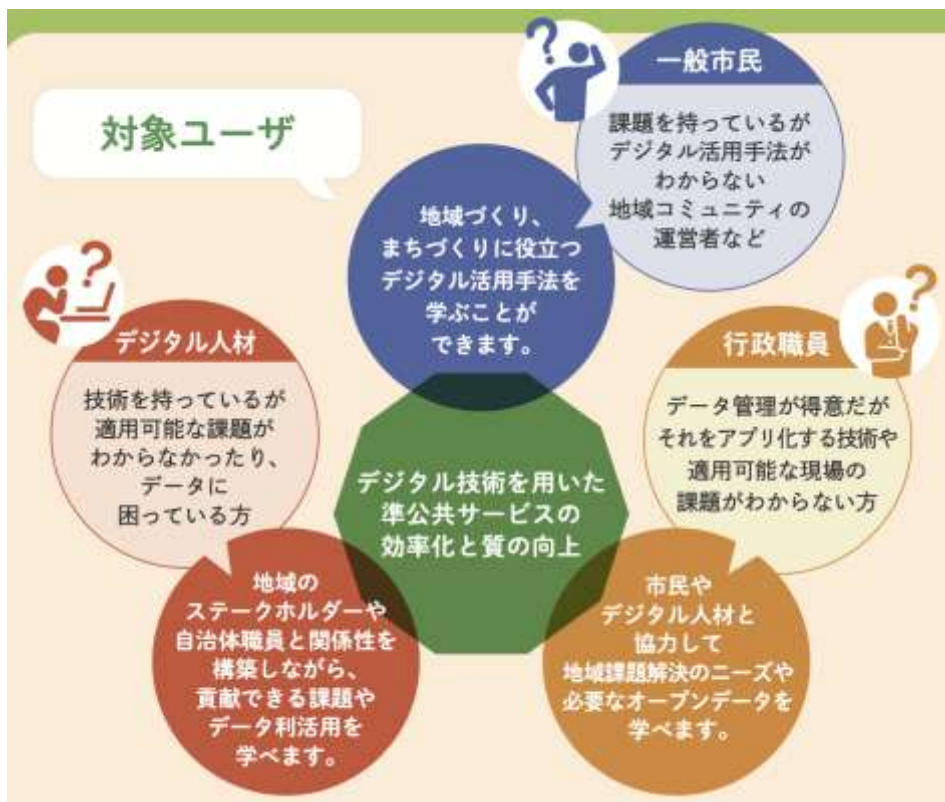 対象ユーザ
一般市民
課題を持っているが
デジタル活用手法が
わからない
地域コミュニティの
運営者など
地域づくり、
まちづくりに役立つ
デジタル活用手法を
学ぶことが
できます。
デジタル人材
技術を持っているが
適用可能な課題が
わからなかったり、
データに
困っている方
地域の
ステークホルダーや
自治体職員と関係性を
構築しながら、
貢献できる課題や
データ利活用を
学べます。
行政職員
データ管理が得意だが
それをアプリ化する技術や
適用可能な現場の
課題がわからない方
市民や
デジタル人材と
協力して
地域課題解決のニーズや
必要なオープンデータを
学べます。
デジタル技術を用いた
準公共サービスの
効率化と質の向上